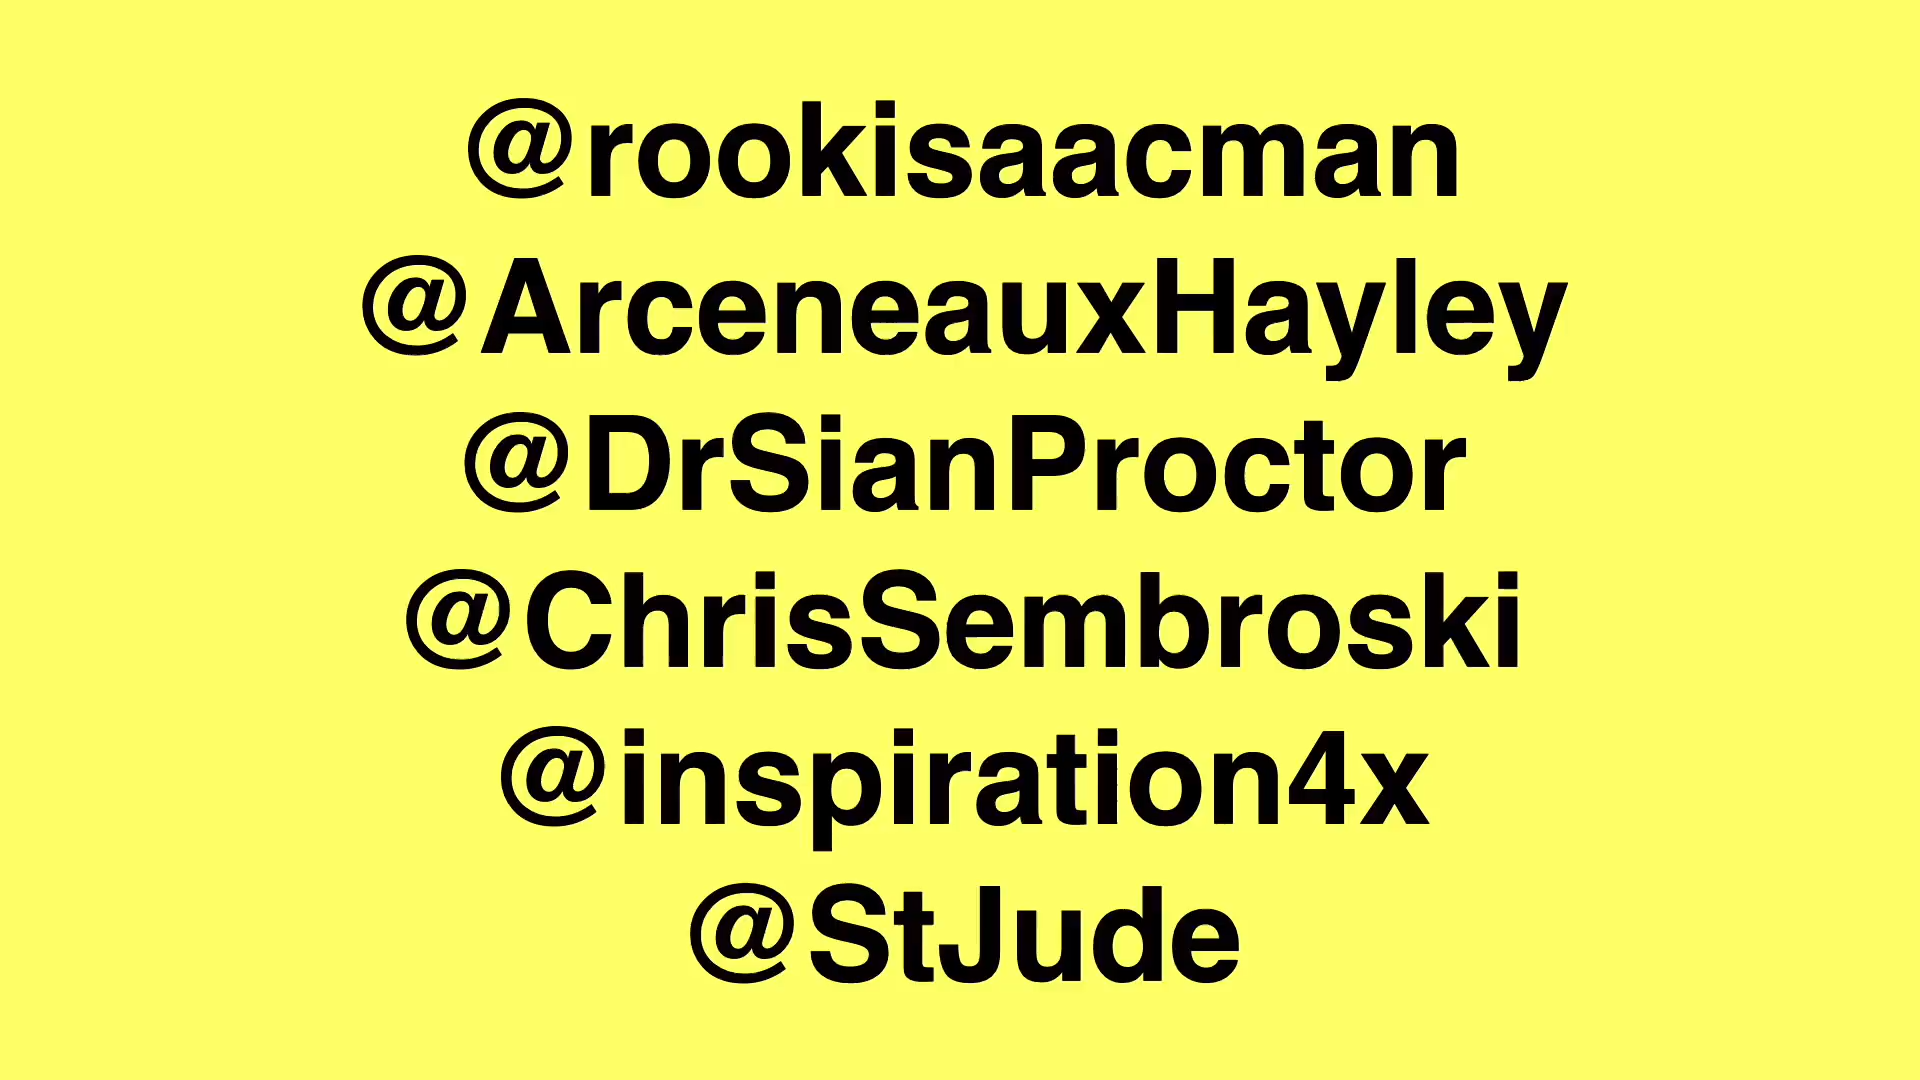 @rookisaacman
@ArceneauxHayley
@DrSianProctor
@ChrisSembroski
@inspiration4x
@StJude